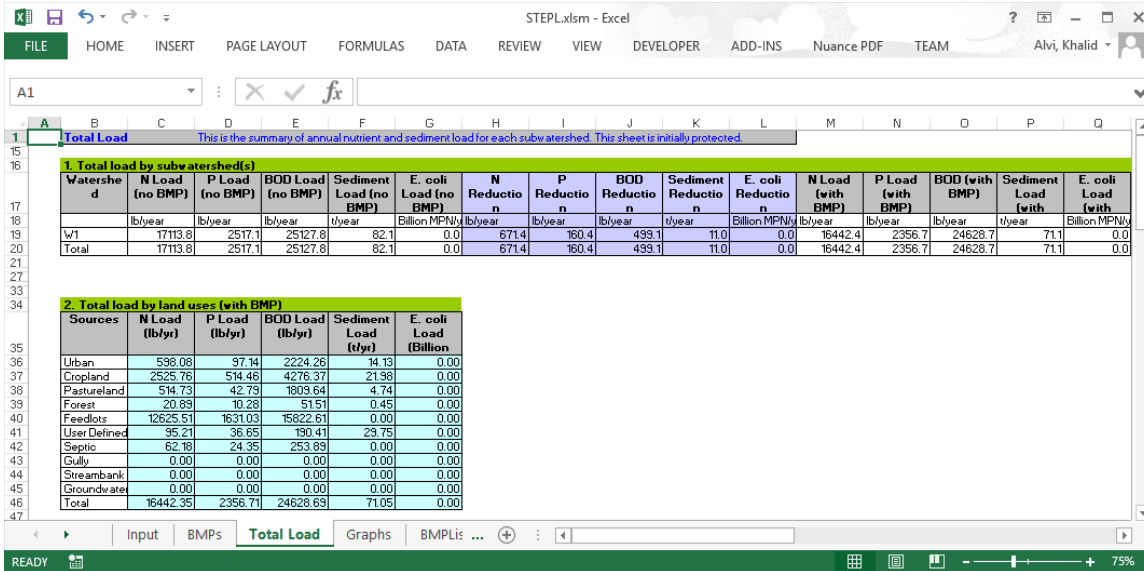 STEPL.xlsm - Excel
FILE HOME INSERT PAGE LAYOUT FORMULAS DATA REVIEW VIEW DEVELOPER ADD-INS Nuance PDF TEAM Alvi, Khalid
A1 fx
A B C D E F G H I J K L M N O P Q
1 Total Load This is the summary of annual nutrient and sediment load for each subwatershed. This sheet is initially protected.
15
16 1. Total load by subwatershed(s)
Watershe N Load P Load BOD Load Sediment E. coli N P BOD Sediment E. coli N Load P Load BOD (with Sediment E. coli
d (no BMP) (no BMP) (no BMP) Load (no Load (no Reductio Reductio Reductio Reductio Reductio (with (with BMP) Load Load
17 BMP) BMP) n n n n n BMP) BMP) (with (with
18 lb/year lb/year lb/year t/year Billion MPN/y lb/year lb/year lb/year t/year Billion MPN/y lb/year lb/year lb/year t/year Billion MPN/y
19 W1 17113.8 2517.1 25127.8 82.1 0.0 671.4 160.4 499.1 11.0 0.0 16442.4 2356.7 24628.7 71.1 0.0
20 Total 17113.8 2517.1 25127.8 82.1 0.0 671.4 160.4 499.1 11.0 0.0 16442.4 2356.7 24628.7 71.1 0.0
21
27
33
34 2. Total load by land uses (with BMP)
Sources N Load P Load BOD Load Sediment E. coli
(lb/yr) (lb/yr) (lb/yr) Load Load
35 (t/yr) (Billion
36 Urban 598.08 97.14 2224.26 14.13 0.00
37 Cropland 2525.76 514.46 4276.37 21.98 0.00
38 Pastureland 514.73 42.79 1809.64 4.74 0.00
39 Forest 20.89 10.28 51.51 0.45 0.00
40 Feedlots 12625.51 1631.03 15822.61 0.00 0.00
41 User Defined 95.21 36.65 190.41 29.75 0.00
42 Septic 62.18 24.35 253.89 0.00 0.00
43 Gully 0.00 0.00 0.00 0.00 0.00
44 Streambank 0.00 0.00 0.00 0.00 0.00
45 Groundwater 0.00 0.00 0.00 0.00 0.00
46 Total 16442.35 2356.71 24628.69 71.05 0.00
47
Input BMPs Total Load Graphs BMPLis ...
READY 75%